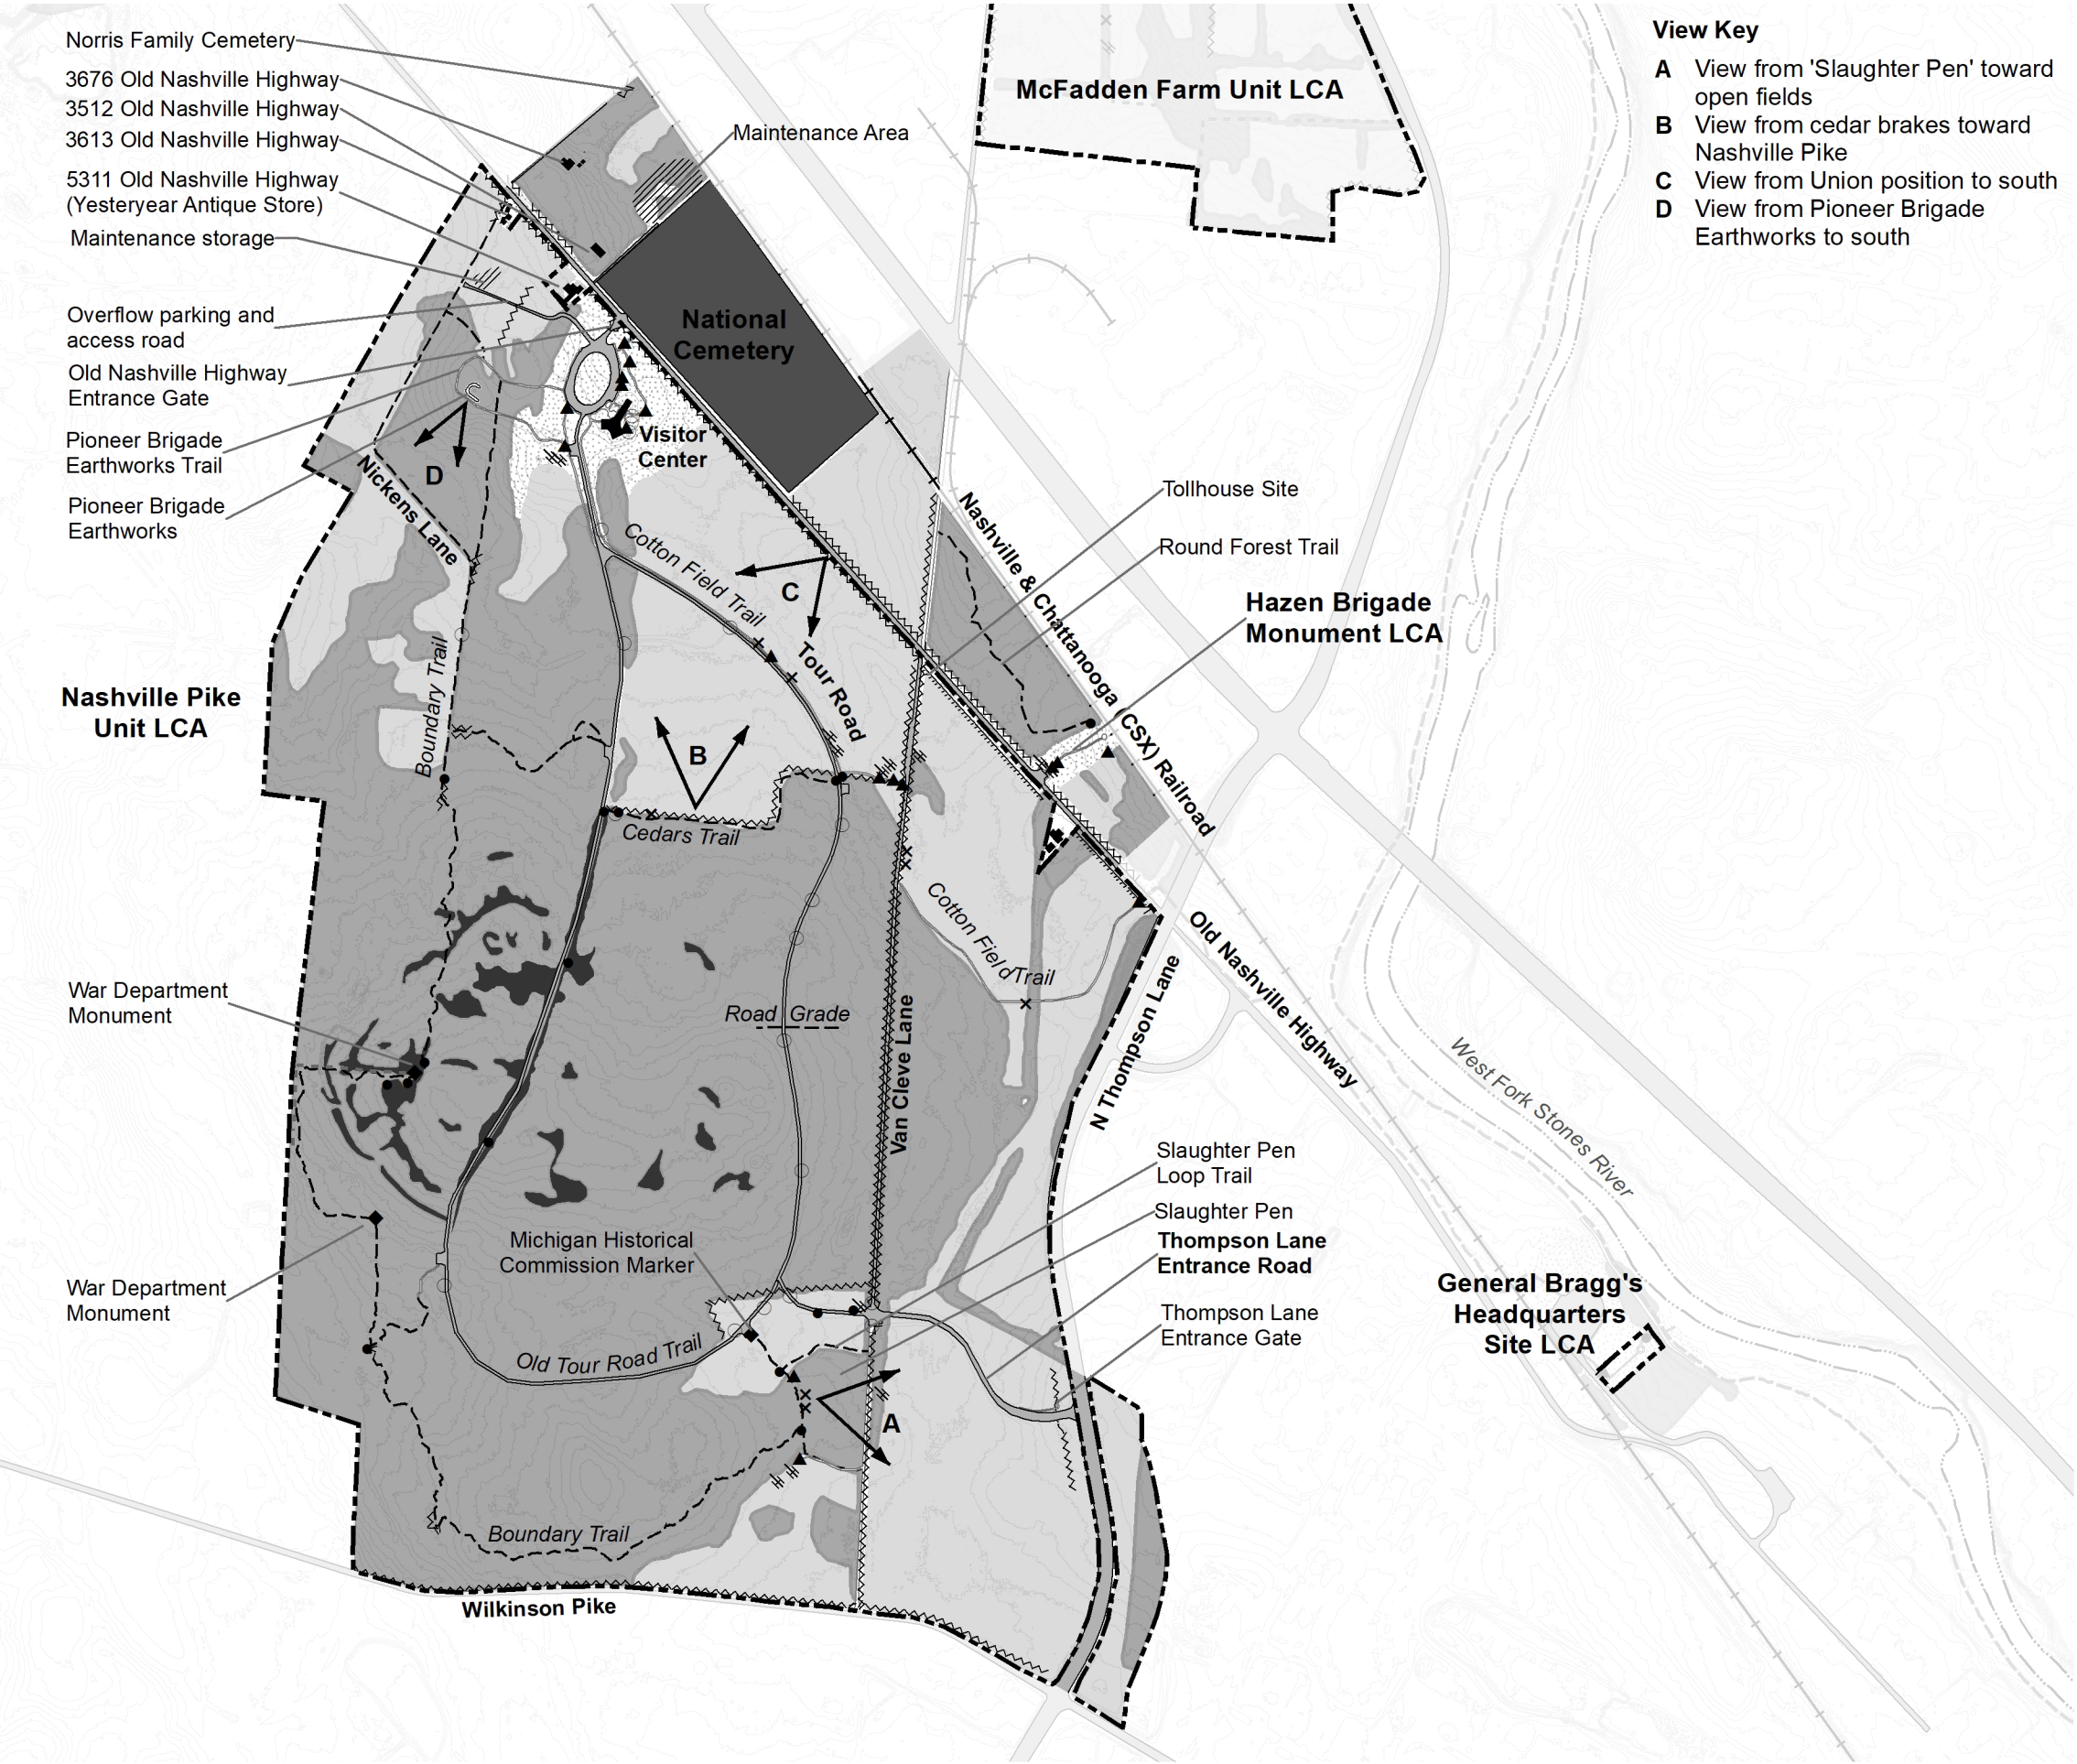 Norris Family Cemetery
3676 Old Nashville Highway
3512 Old Nashville Highway
3613 Old Nashville Highway
5311 Old Nashville Highway
(Yesteryear Antique Store)
Maintenance storage
Overflow parking and
access road
Old Nashville Highway
Entrance Gate
Pioneer Brigade
Earthworks Trail
Pioneer Brigade
Earthworks
Nashville Pike
Unit LCA
War Department
Monument
War Department
Monument
Maintenance Area
McFadden Farm Unit LCA
View Key
A View from 'Slaughter Pen' toward
open fields
B View from cedar brakes toward
Nashville Pike
C View from Union position to south
D View from Pioneer Brigade
Earthworks to south
National
Cemetery
Visitor
Center
D
Nickens Lane
Cotton Field Trail
C
Tour Road
Boundary Trail
B
Cedars Trail
Tollhouse Site
Round Forest Trail
Nashville & Chattanooga (CSX) Railroad
Hazen Brigade
Monument LCA
Cotton Field Trail
Road Grade
Van Cleve Lane
N Thompson Lane
Old Nashville Highway
West Fork Stones River
Slaughter Pen
Loop Trail
Slaughter Pen
Thompson Lane
Entrance Road
Thompson Lane
Entrance Gate
Michigan Historical
Commission Marker
Old Tour Road Trail
A
General Bragg's
Headquarters
Site LCA
Boundary Trail
Wilkinson Pike